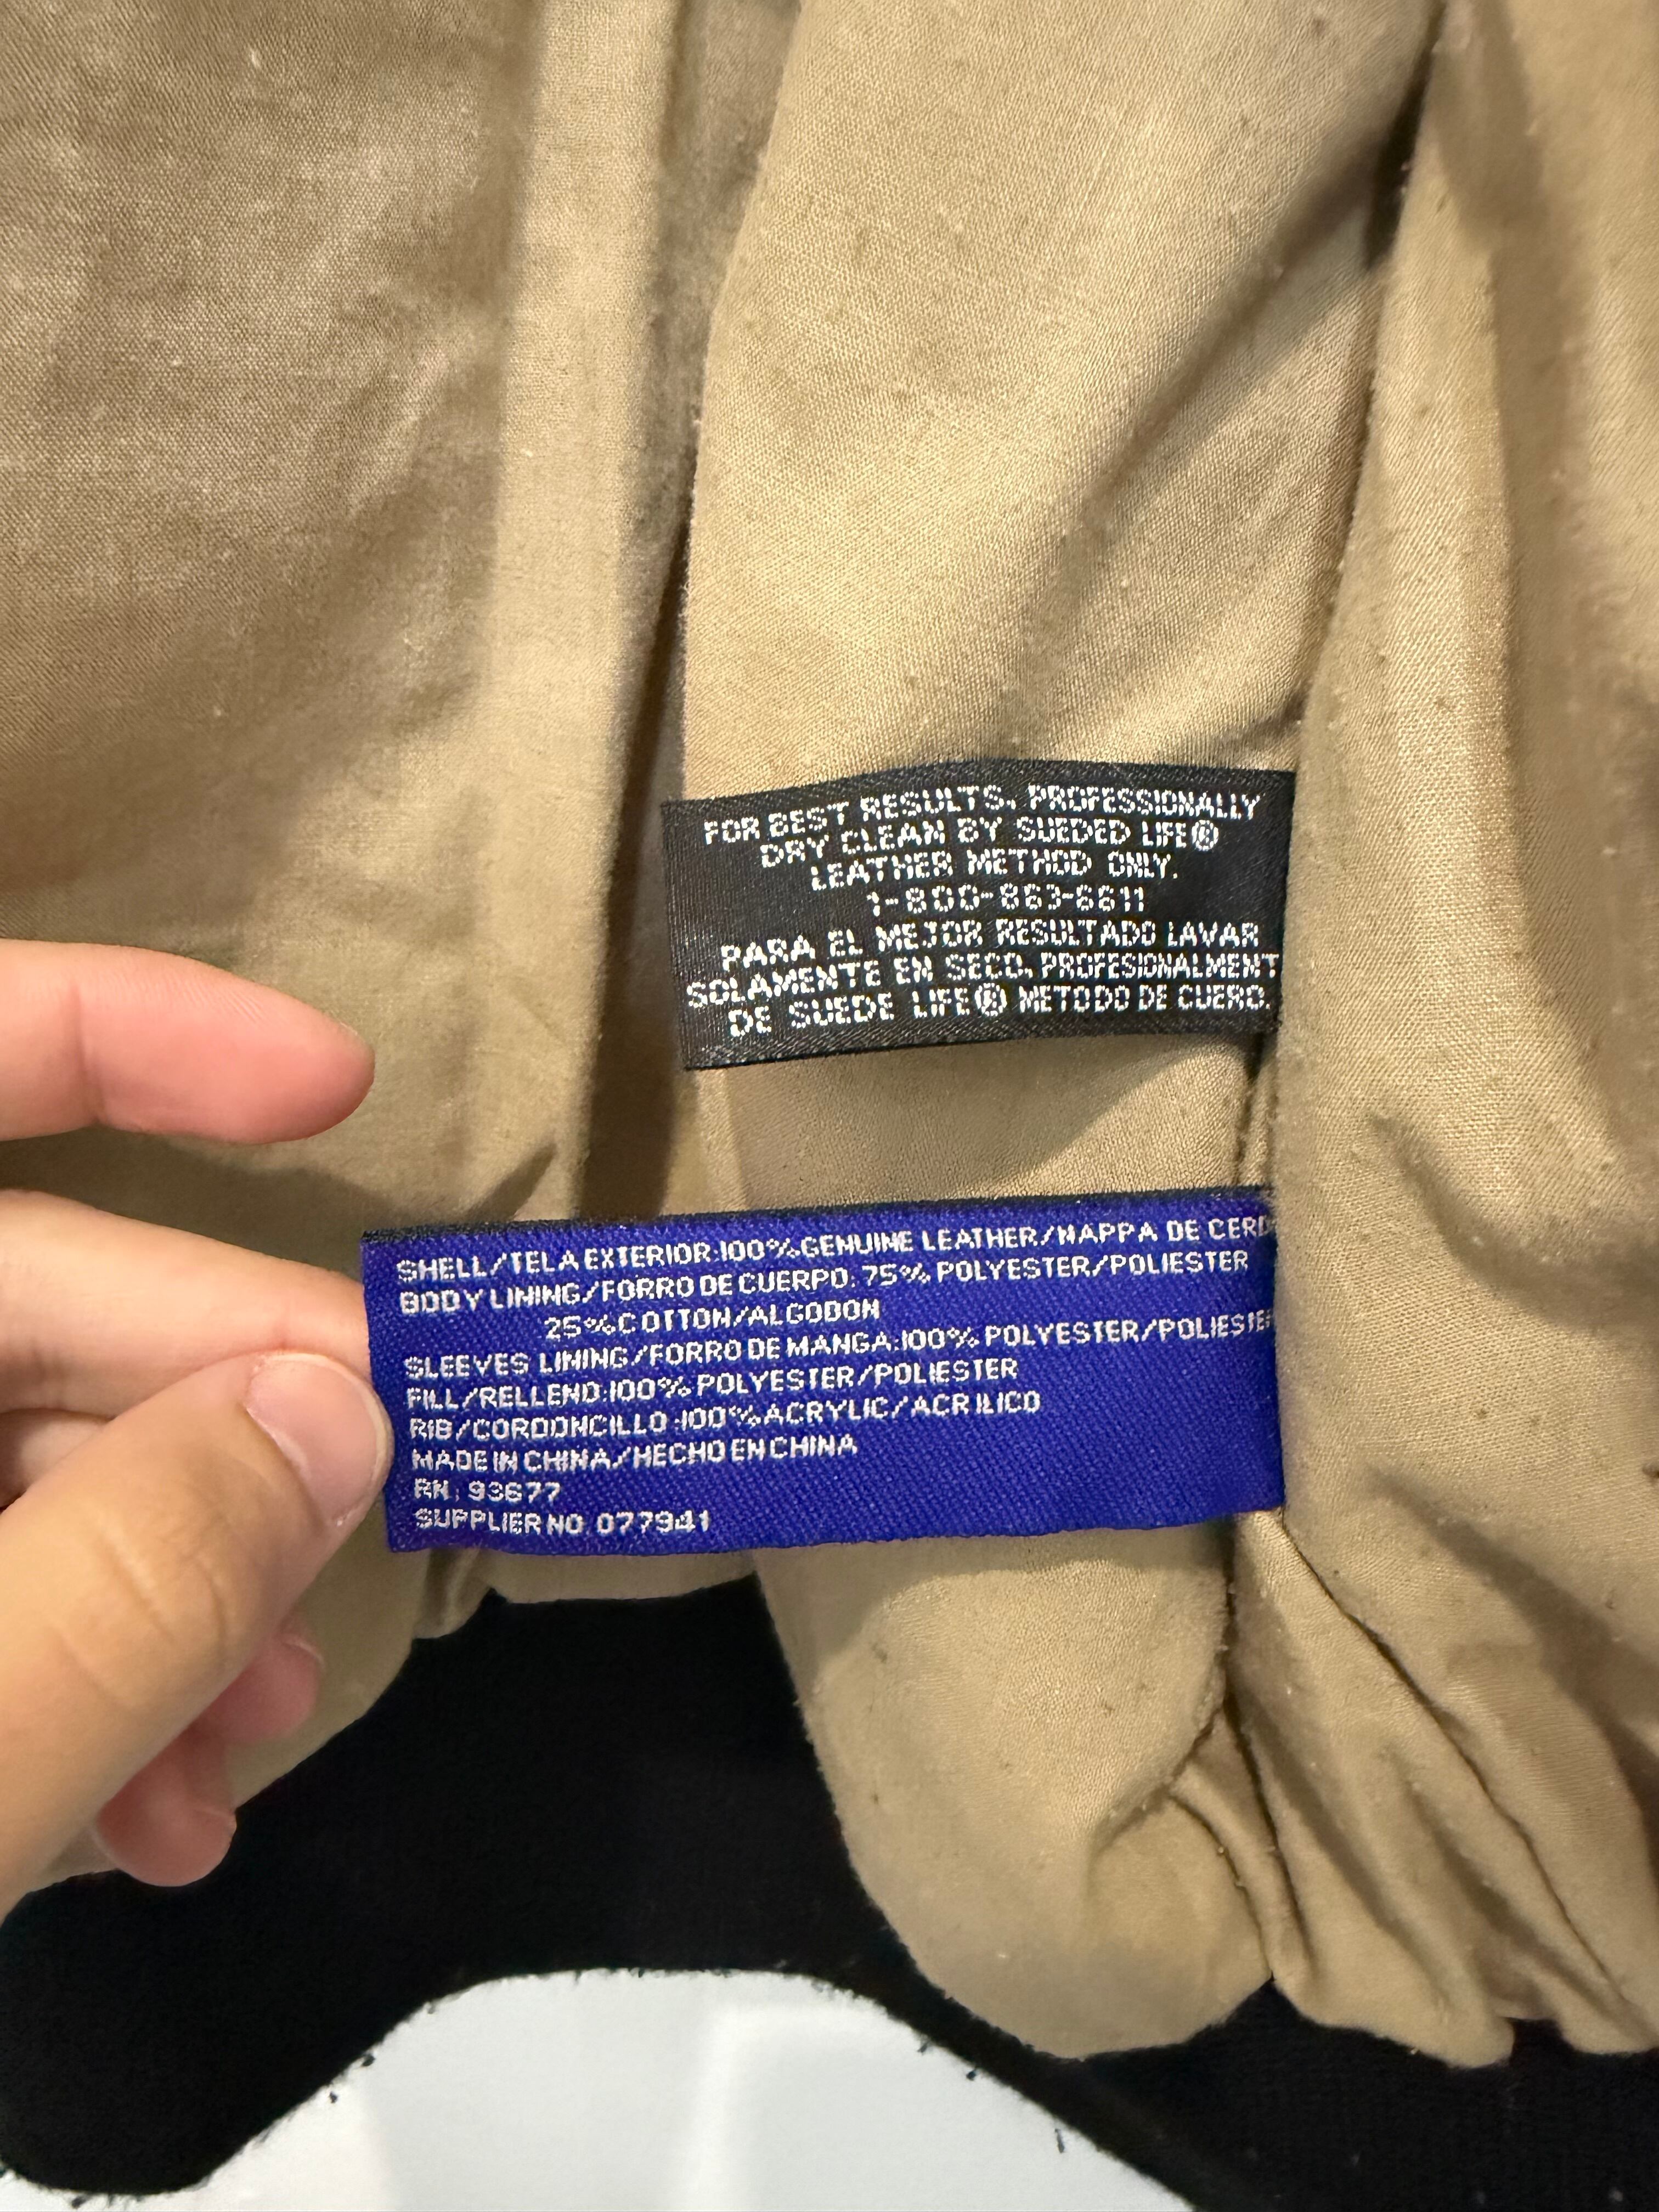 FOR BEST RESULTS, PROFESSIONALLY
DRY CLEAN BY SUEDED LIFE®
LEATHER METHOD ONLY.
1-800-863-6611
PARA EL MEJOR RESULTADO LAVAR
SOLAMENTE EN SECO, PROFESIONALMENT
DE SUEDE LIFE® METODO DE CUERO.
SHELL/TELA EXTERIOR:100%GENUINE LEATHER/NAPPA DE CERD
BODY LINING/FORRO DE CUERPO: 75% POLYESTER/POLIESTER
25%COTTON/ALGODON
SLEEVES LINING/FORRO DE MANGA:100% POLYESTER/POLIESTER
FILL/RELLENO:100% POLYESTER/POLIESTER
RIB/CORDONCILLO:100%ACRYLIC/ACRILICO
MADE IN CHINA/HECHO EN CHINA
RN: 93677
SUPPLIER NO. 077941